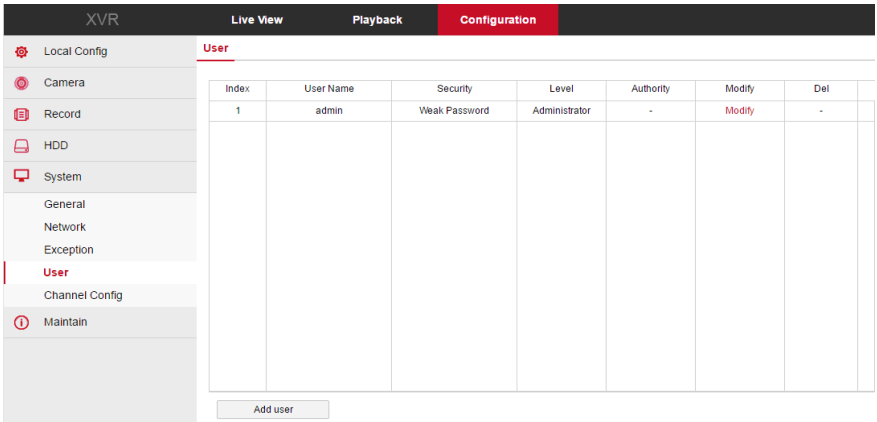 XVR Live View Playback Configuration
Local Config
Camera
Record
HDD
System
General
Network
Exception
User
Channel Config
Maintain
User
Index User Name Security Level Authority Modify Del
1 admin Weak Password Administrator - Modify -
Add user